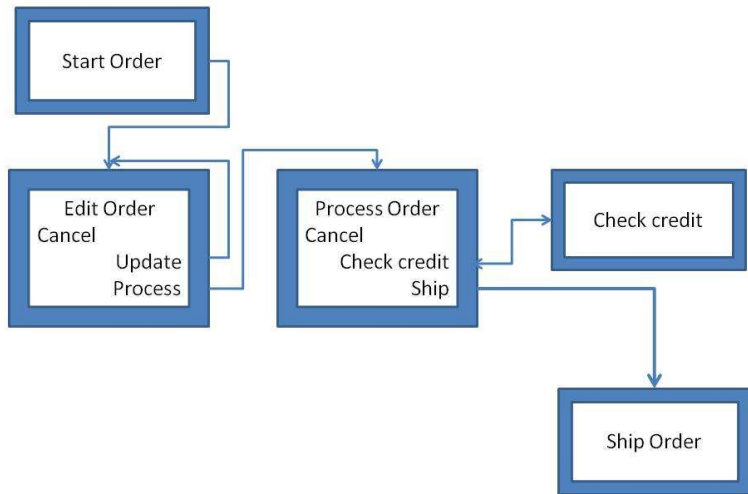 Start Order
Edit Order
Cancel
Update
Process
Process Order
Cancel
Check credit
Ship
Check credit
Ship Order